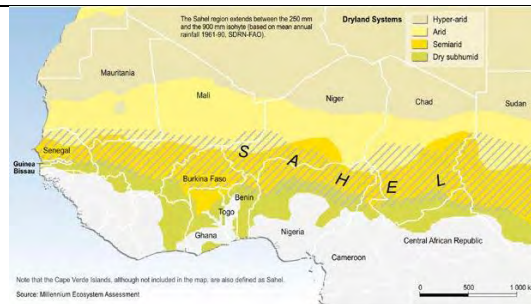 The Sahel region extends between the 250 mm
and the 900 mm isohyte (based on mean annual
rainfall 1961-90, SDRN-FAO).
Dryland Systems
Hyper-arid
Arid
Semiarid
Dry subhumid
Mauritania
Mali
Niger
Chad
Sudan
Senegal
Guinea
Bissau
SAHEL
Burkina Faso
Benin
Togo
Ghana
Nigeria
Cameroon
Central African Republic
Note that the Cape Verde Islands, although not included in the map, are also defined as Sahel.
Source: Millennium Ecosystem Assessment
0 500 1 000